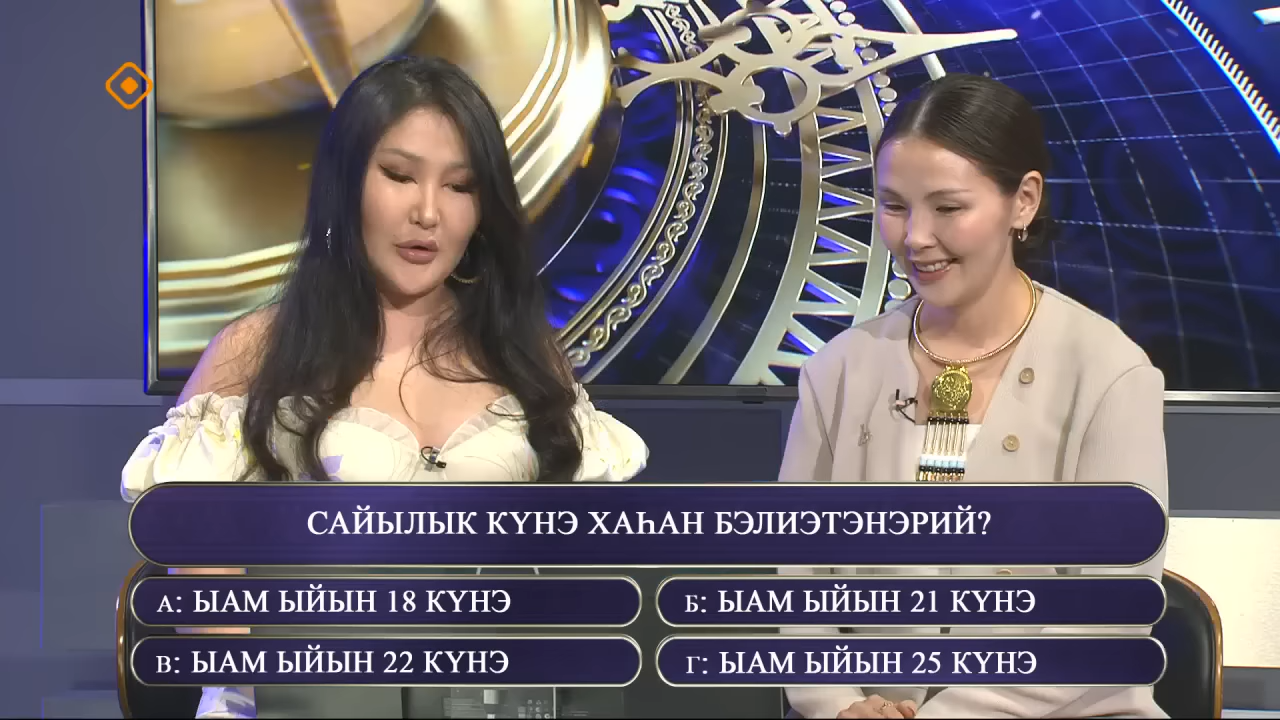 САЙЫЛЫК КҮНЭ ХАҺАН БЭЛИЭТЭНЭРИЙ?
А: ЫАМ ЫЙЫН 18 КҮНЭ
Б: ЫАМ ЫЙЫН 21 КҮНЭ
В: ЫАМ ЫЙЫН 22 КҮНЭ
Г: ЫАМ ЫЙЫН 25 КҮНЭ